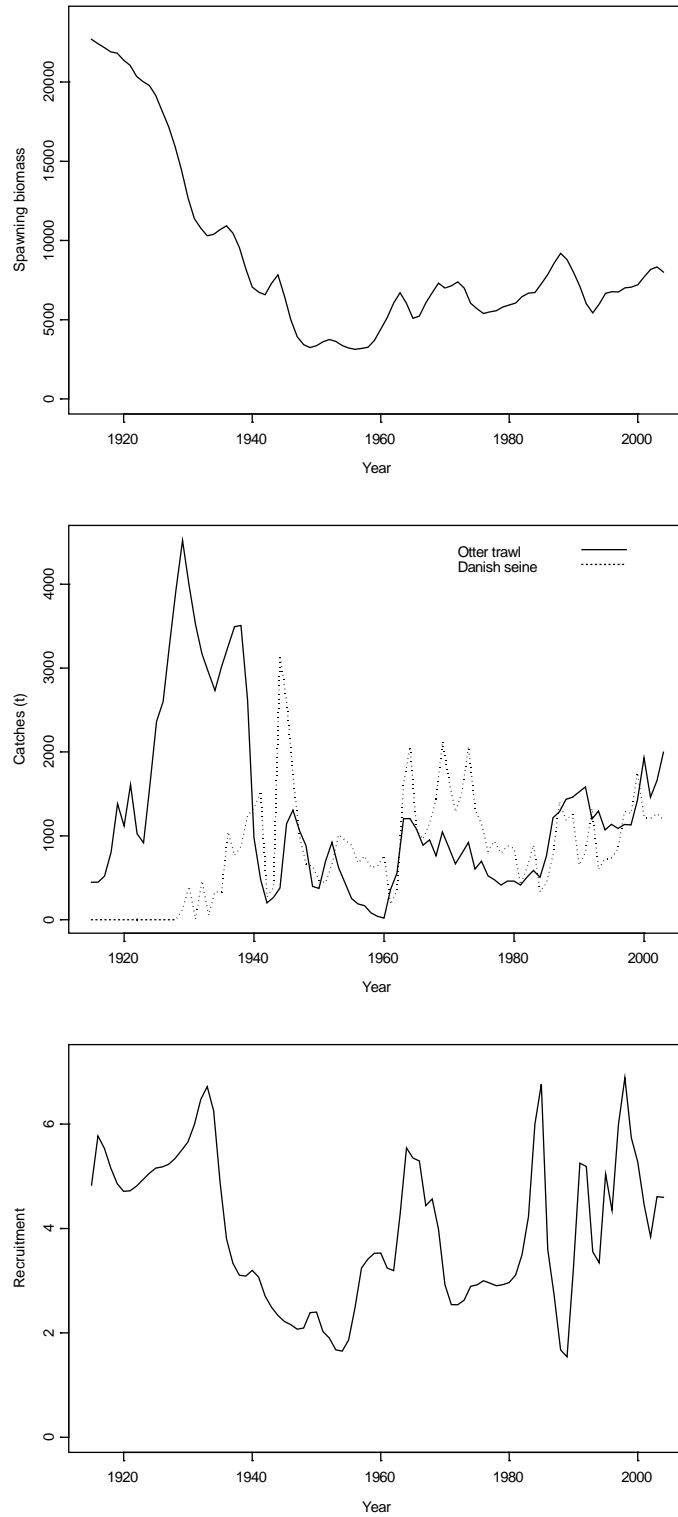 20000
15000
10000
5000
0
Spawning biomass
1920 1940 1960 1980 2000
Year
Otter trawl
Danish seine
4000
3000
2000
1000
0
Catches (t)
1920 1940 1960 1980 2000
Year
6
4
2
0
Recruitment
1920 1940 1960 1980 2000
Year